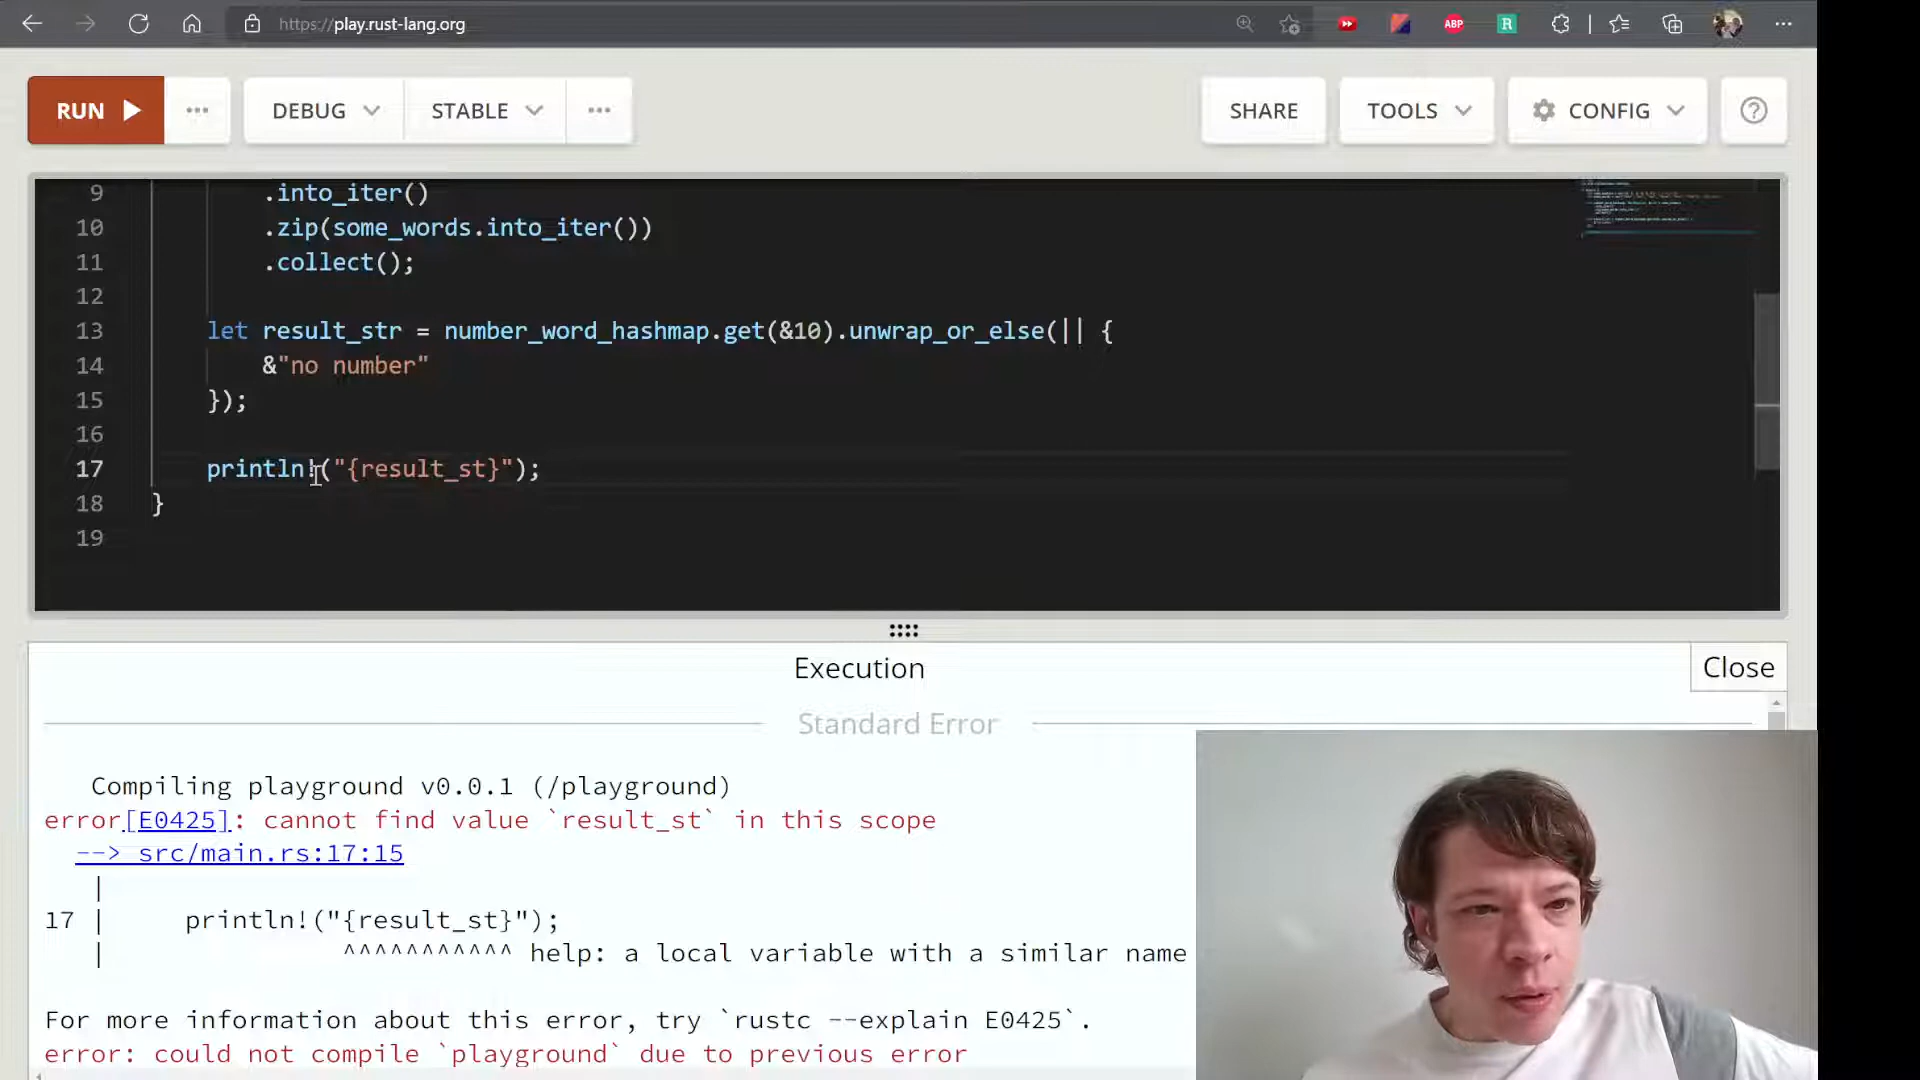 https://play.rust-lang.org
ABP
R
RUN
DEBUG
STABLE
SHARE
TOOLS
CONFIG
?
9 .into_iter()
10 .zip(some_words.into_iter())
11 .collect();
12
13 let result_str = number_word_hashmap.get(&10).unwrap_or_else(|| {
14 &"no number"
15 });
16
17 println!("{result_st}");
18 }
19
Execution
Close
Standard Error
Compiling playground v0.0.1 (/playground)
error[E0425]: cannot find value `result_st` in this scope
--> src/main.rs:17:15
|
17 | println!("{result_st}");
| ^^^^^^^^^^^ help: a local variable with a similar name
For more information about this error, try `rustc --explain E0425`.
error: could not compile `playground` due to previous error